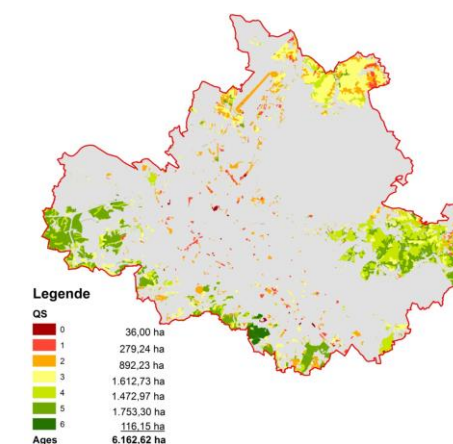 Legende
QS
0 36,00 ha
1 279,24 ha
2 892,23 ha
3 1.612,73 ha
4 1.472,97 ha
5 1.753,30 ha
6 116,15 ha
Ages 6.162,62 ha